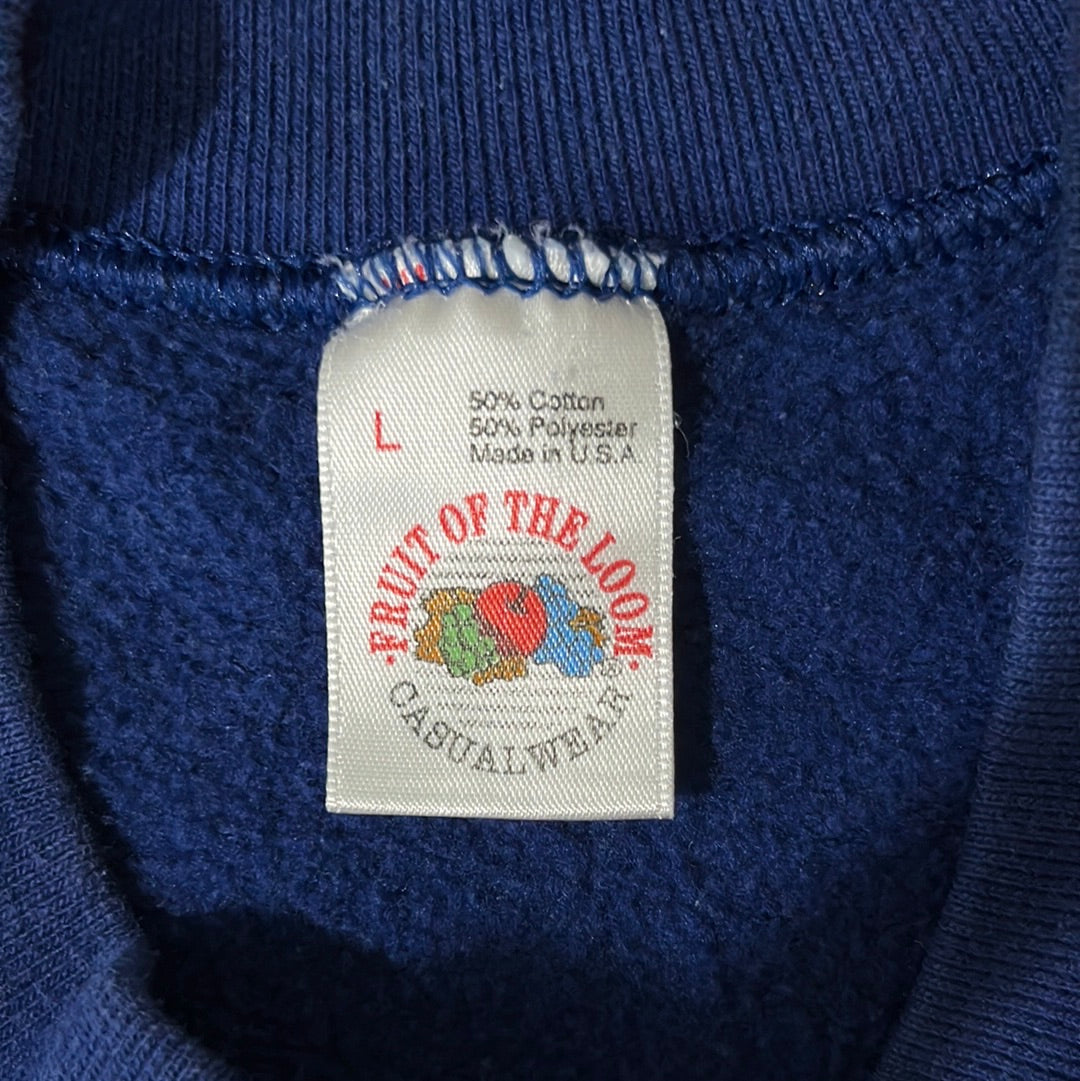 L
50% Cotton
50% Polyester
Made in U.S.A.
·FRUIT OF THE LOOM·
CASUALWEAR®